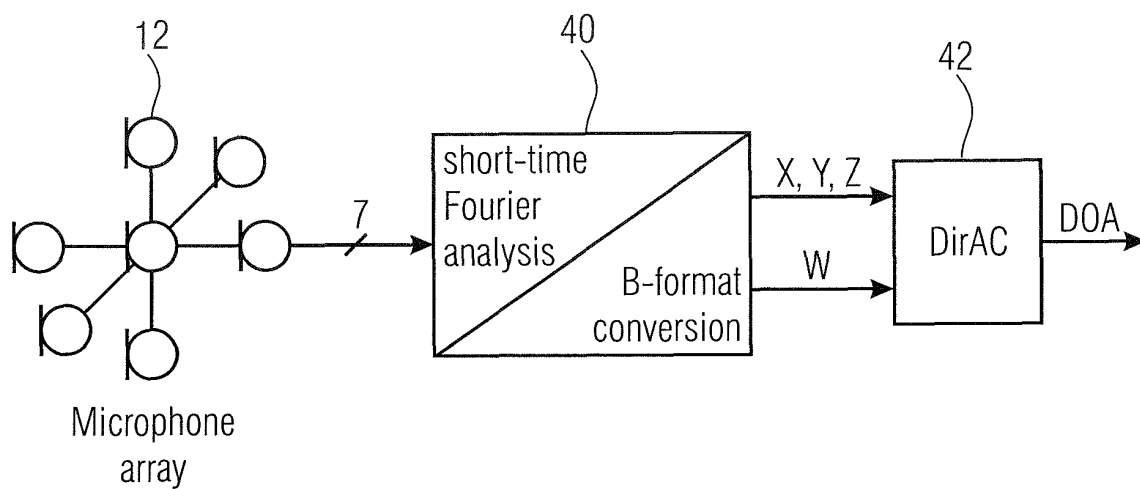 12
40
42
short-time
Fourier
analysis
B-format
conversion
7
X, Y, Z
W
DirAC
DOA
Microphone
array